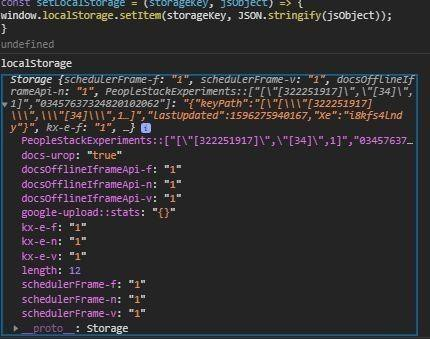 const setLocalStorage = (storageKey, jsObject) => {
window.localStorage.setItem(storageKey, JSON.stringify(jsObject));
}
undefined
localStorage
Storage {schedulerFrame-f: "1", schedulerFrame-v: "1", docsOfflineIf
rameApi-n: "1", PeopleStackExperiments::["[\"[322251917]\",\"[34]\",
1]","03457637324820102062"]: "{"keyPath":"[\"[\\\"[322251917]
\\\",\\\"[34]\\\",1…]","lastUpdated":1596275940167,"Xe":"i8kfs4lnd
y"}", kx-e-f: "1", …}
PeopleStackExperiments::["[\"[322251917]\",\"[34]\",1]","03457637…
docs-urop: "true"
docsOfflineIframeApi-f: "1"
docsOfflineIframeApi-n: "1"
docsOfflineIframeApi-v: "1"
google-upload::stats: "{}"
kx-e-f: "1"
kx-e-n: "1"
kx-e-v: "1"
length: 12
schedulerFrame-f: "1"
schedulerFrame-n: "1"
schedulerFrame-v: "1"
__proto__: Storage